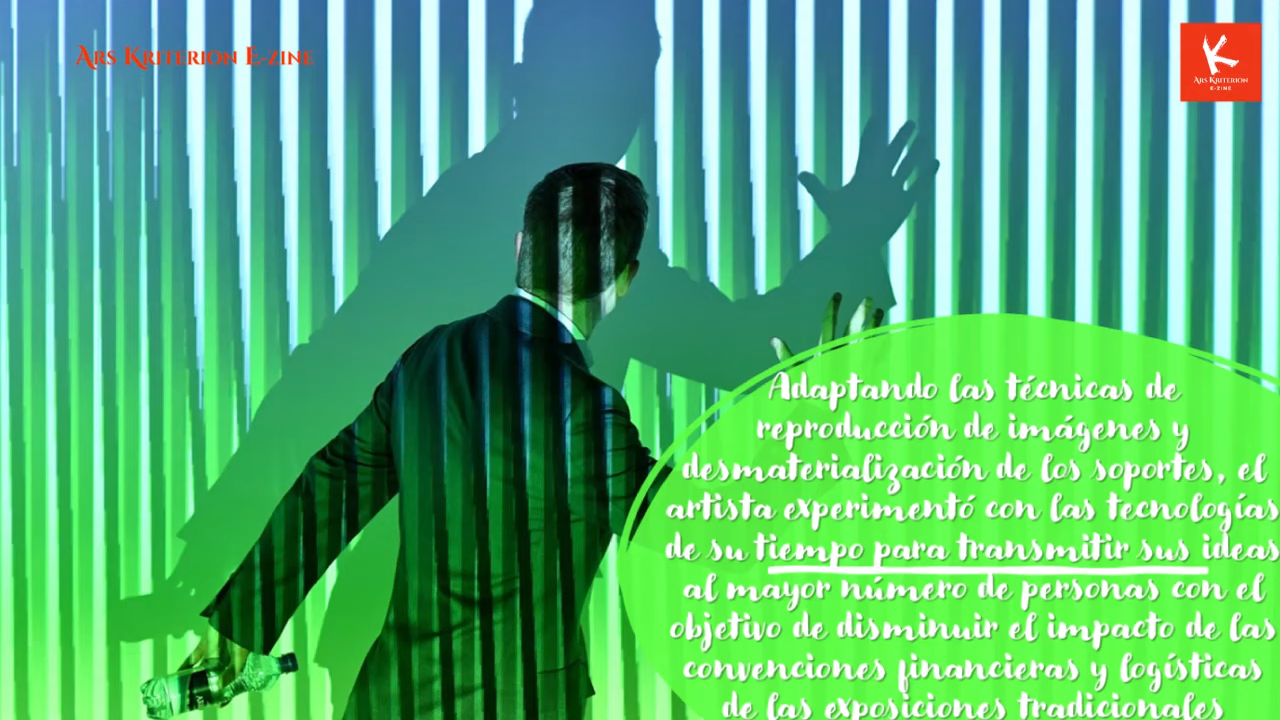 Ars Kriterion E-zine
K
Ars Kriterion
E-ZINE
Adaptando las técnicas de
reproducción de imágenes y
desmaterialización de los soportes, el
artista experimentó con las tecnologías
de su tiempo para transmitir sus ideas
al mayor número de personas con el
objetivo de disminuir el impacto de las
convenciones financieras y logísticas
de las exposiciones tradicionales